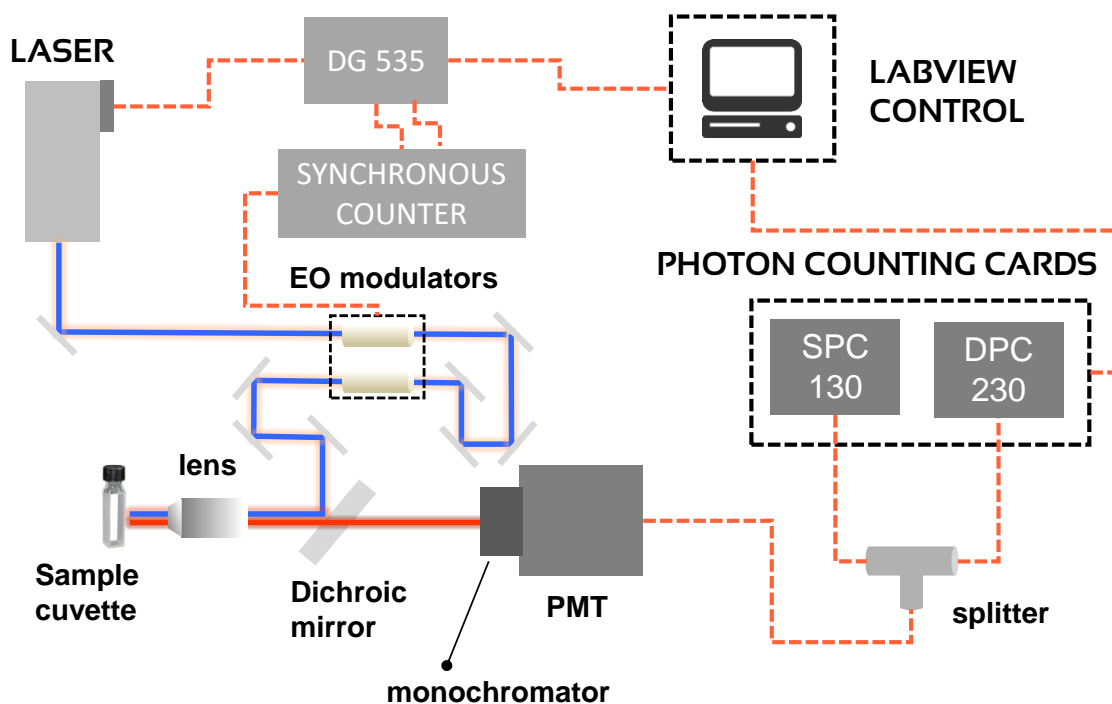 LASER
DG 535
LABVIEW
CONTROL
SYNCHRONOUS
COUNTER
EO modulators
PHOTON COUNTING CARDS
SPC
130
DPC
230
lens
Sample
cuvette
Dichroic
mirror
PMT
splitter
monochromator